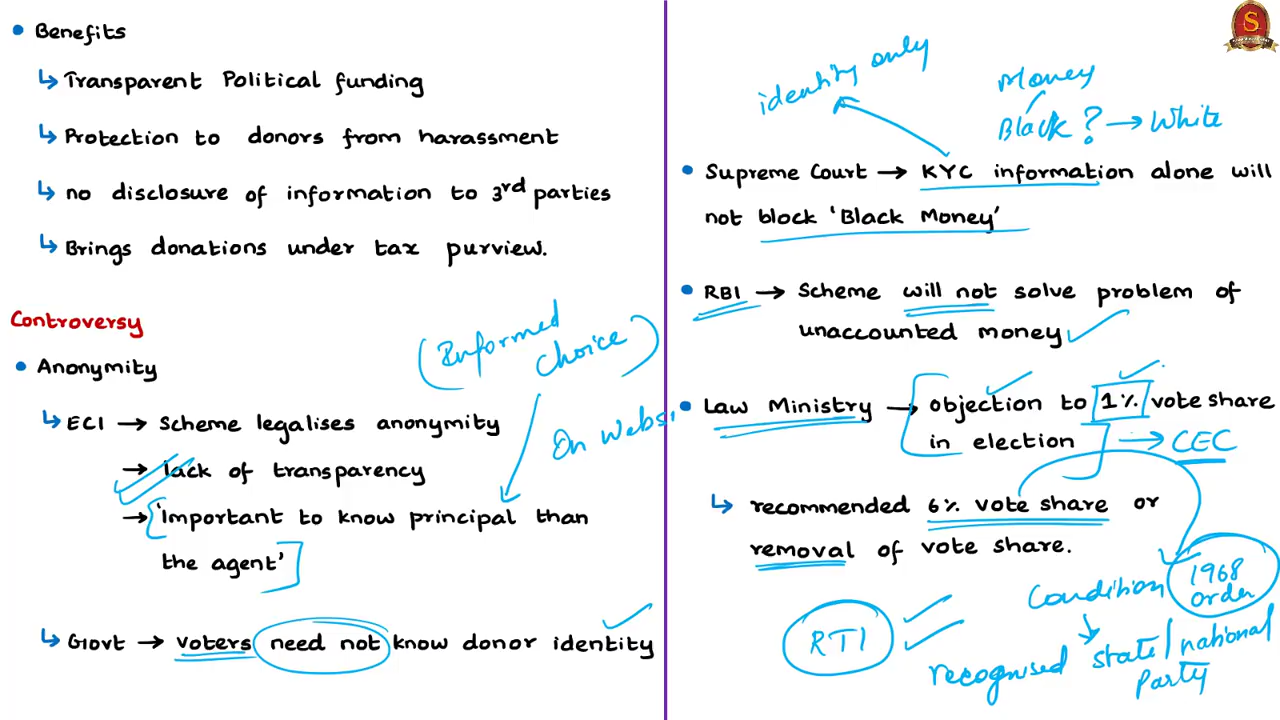 • Benefits
↳ Transparent Political funding
↳ Protection to donors from harassment
↳ no disclosure of information to 3rd parties
↳ Brings donations under tax purview.
Controversy
• Anonymity
(Informed
choice)
↳ ECI → Scheme legalises anonymity
On Websi
→ lack of transparency
→ 'Important to know principal than
the agent'
↳ Govt → voters need not know donor identity
S
identity only
Money
Black? → White
• Supreme Court → KYC information alone will
not block 'Black Money'
• RBI → Scheme will not solve problem of
unaccounted money
• Law Ministry → objection to 1% vote share
in election → CEC
↳ recommended 6% vote share or
removal of vote share.
1968
order
Condition
RTI
recognised state/national
Party